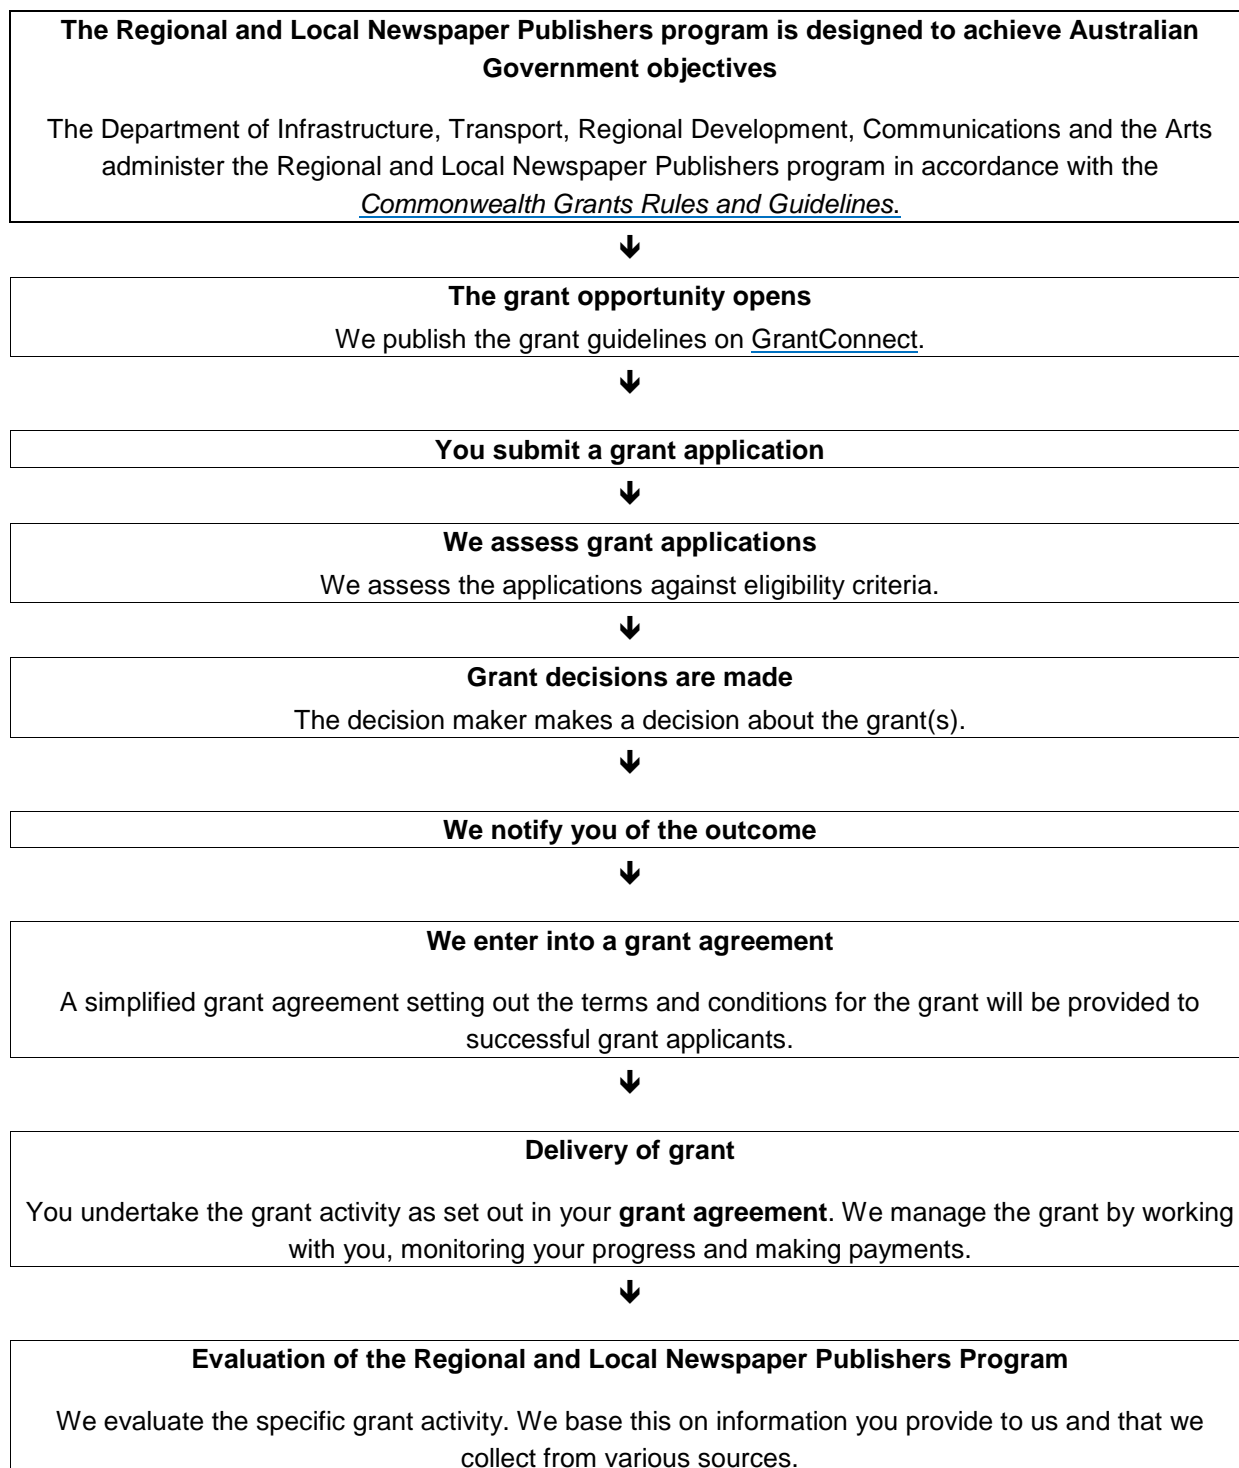 The Regional and Local Newspaper Publishers program is designed to achieve Australian
Government objectives
The Department of Infrastructure, Transport, Regional Development, Communications and the Arts
administer the Regional and Local Newspaper Publishers program in accordance with the
Commonwealth Grants Rules and Guidelines.
The grant opportunity opens
We publish the grant guidelines on GrantConnect.
You submit a grant application
We assess grant applications
We assess the applications against eligibility criteria.
Grant decisions are made
The decision maker makes a decision about the grant(s).
We notify you of the outcome
We enter into a grant agreement
A simplified grant agreement setting out the terms and conditions for the grant will be provided to
successful grant applicants.
Delivery of grant
You undertake the grant activity as set out in your grant agreement. We manage the grant by working
with you, monitoring your progress and making payments.
Evaluation of the Regional and Local Newspaper Publishers Program
We evaluate the specific grant activity. We base this on information you provide to us and that we
collect from various sources.